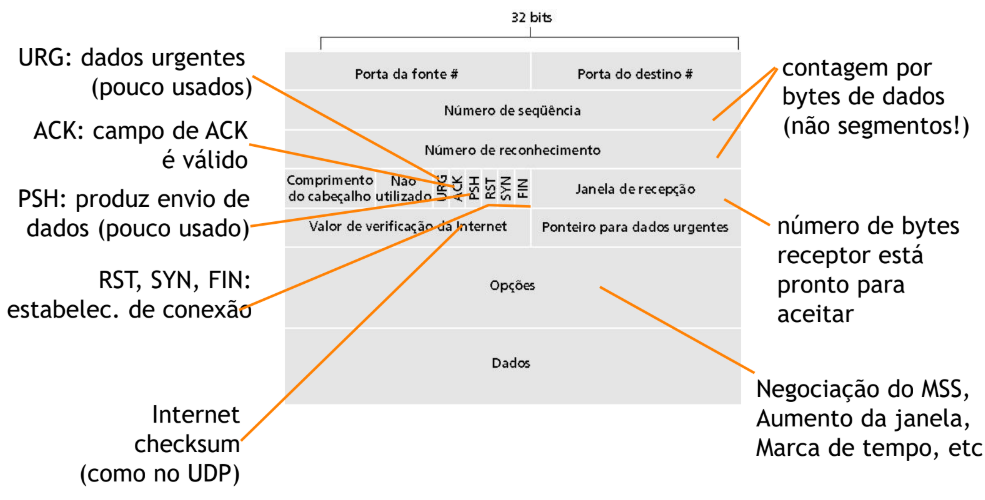 32 bits
URG: dados urgentes
(pouco usados)
ACK: campo de ACK
é válido
PSH: produz envio de
dados (pouco usado)
RST, SYN, FIN:
estabelec. de conexão
Internet
checksum
(como no UDP)
Porta da fonte #
Porta do destino #
Número de seqüência
Número de reconhecimento
Comprimento
do cabeçalho
Não
utilizado
URG
ACK
PSH
RST
SYN
FIN
Janela de recepção
Valor de verificação da Internet
Ponteiro para dados urgentes
Opções
Dados
contagem por
bytes de dados
(não segmentos!)
número de bytes
receptor está
pronto para
aceitar
Negociação do MSS,
Aumento da janela,
Marca de tempo, etc